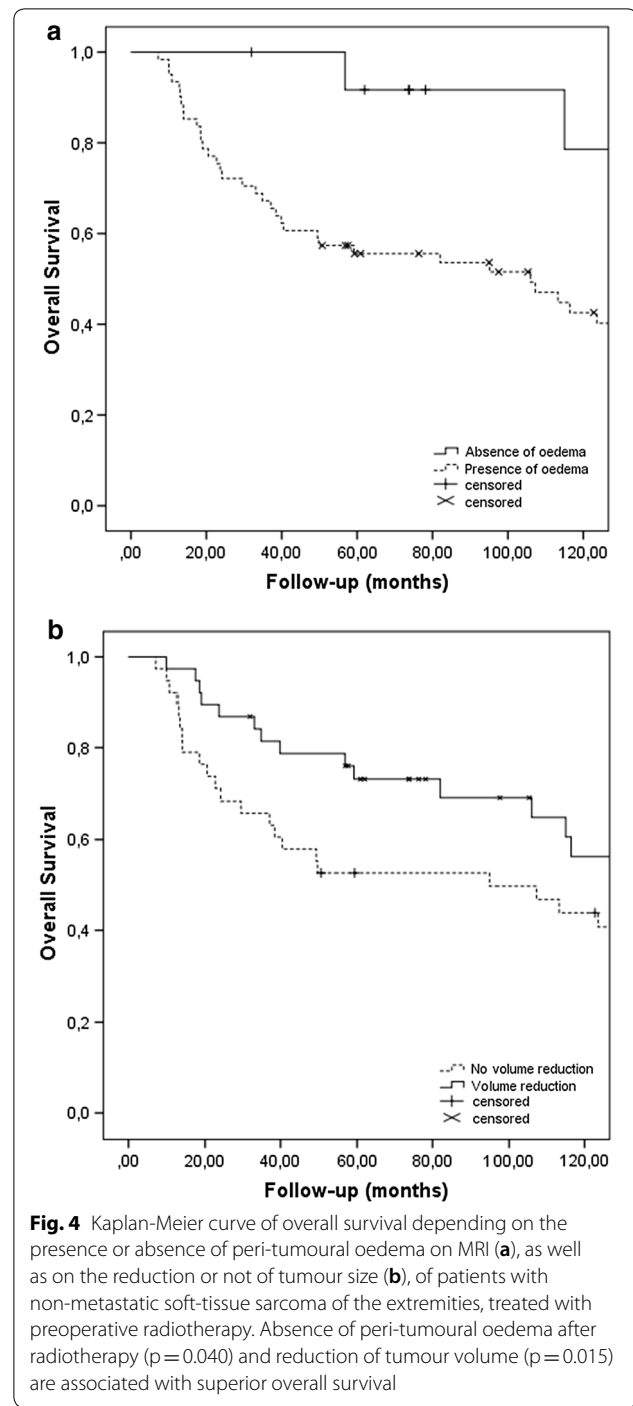 a
1,0
0,8
0,6
0,4
0,2
0,0
Overall Survival
Absence of oedema
Presence of oedema
censored
censored
,00 20,00 40,00 60,00 80,00 100,00 120,00
Follow-up (months)
b
1,0
0,8
0,6
0,4
0,2
0,0
Overall Survival
No volume reduction
Volume reduction
censored
censored
,00 20,00 40,00 60,00 80,00 100,00 120,00
Follow-up (months)
Fig. 4 Kaplan-Meier curve of overall survival depending on the
presence or absence of peri-tumoural oedema on MRI (a), as well
as on the reduction or not of tumour size (b), of patients with
non-metastatic soft-tissue sarcoma of the extremities, treated with
preoperative radiotherapy. Absence of peri-tumoural oedema after
radiotherapy (p = 0.040) and reduction of tumour volume (p = 0.015)
are associated with superior overall survival